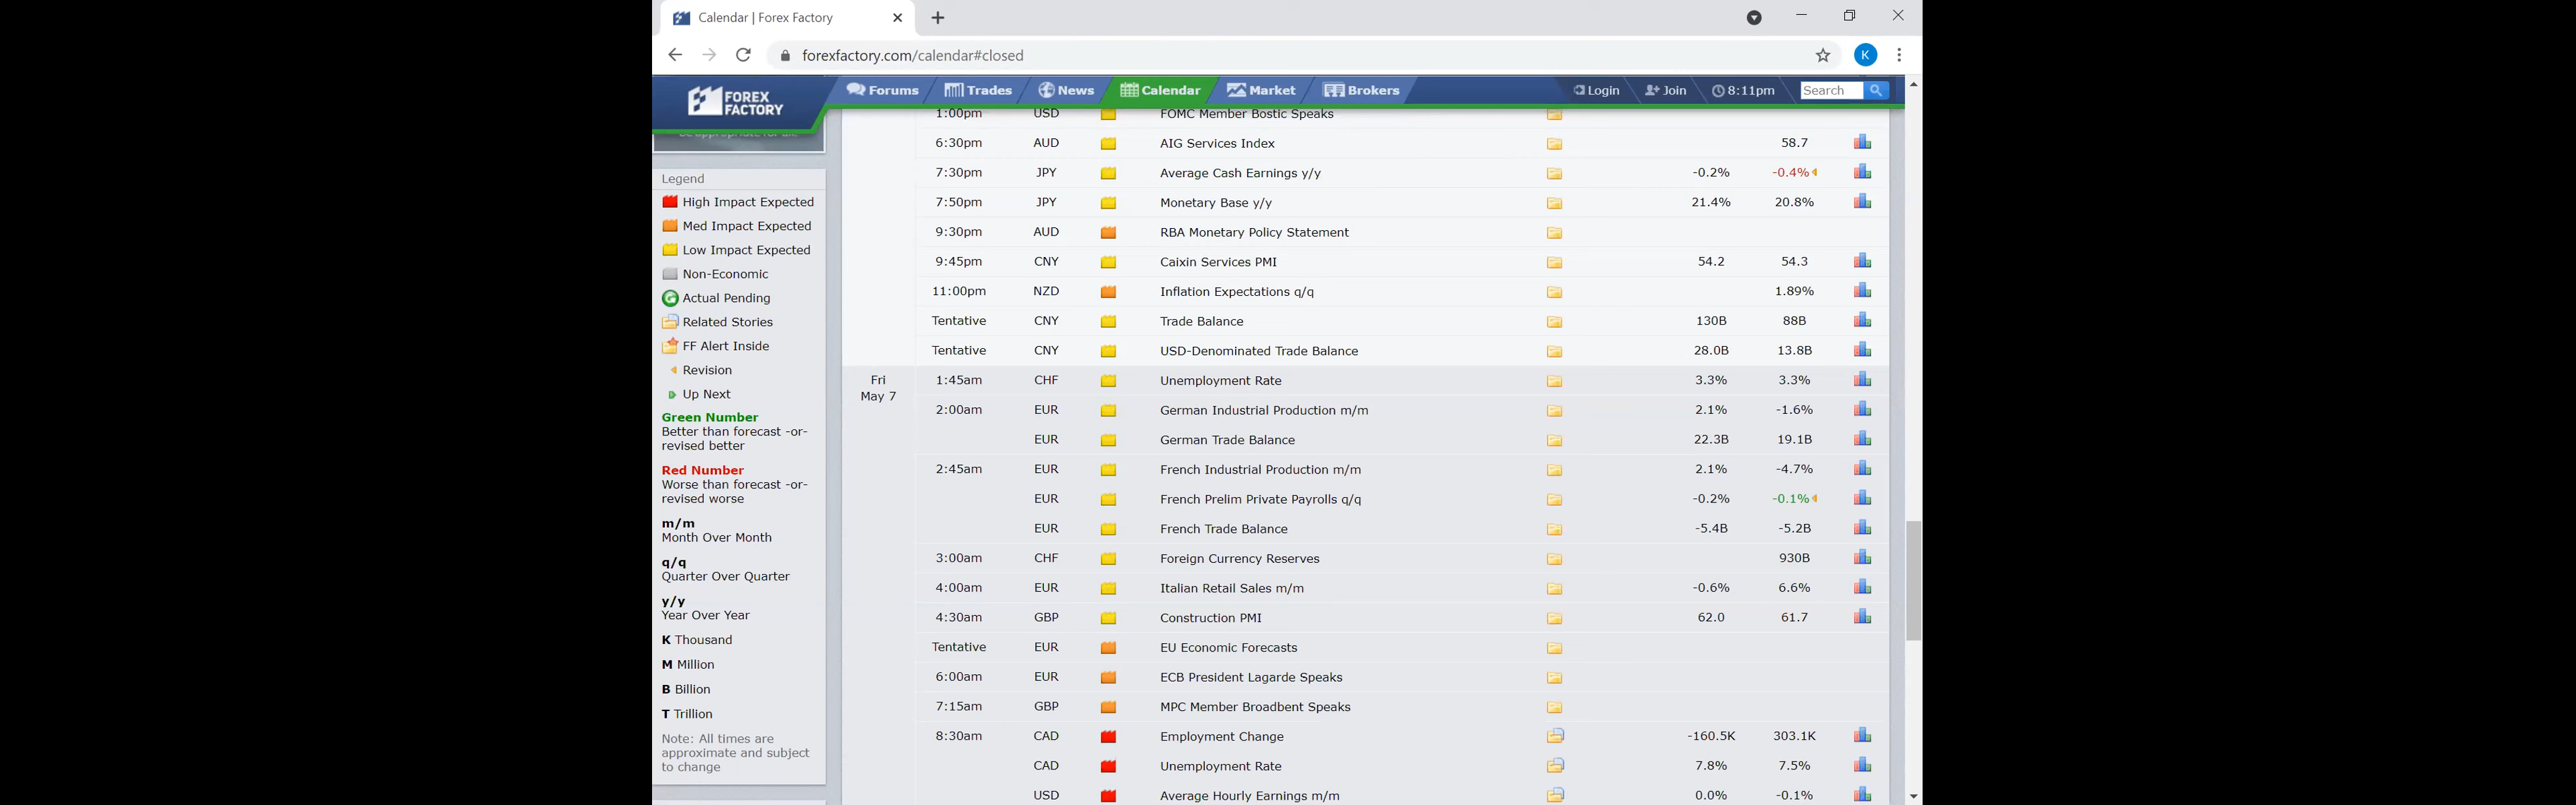 Calendar | Forex Factory
forexfactory.com/calendar#closed
K
FOREX
FACTORY
Forums
Trades
News
Calendar
Market
Brokers
Login
Join
8:11pm
Search
Legend
High Impact Expected
Med Impact Expected
Low Impact Expected
Non-Economic
Actual Pending
Related Stories
FF Alert Inside
Revision
Up Next
Green Number
Better than forecast -or-
revised better
Red Number
Worse than forecast -or-
revised worse
m/m
Month Over Month
q/q
Quarter Over Quarter
y/y
Year Over Year
K Thousand
M Million
B Billion
T Trillion
Note: All times are
approximate and subject
to change
1:00pm USD FOMC Member Bostic Speaks
6:30pm AUD AIG Services Index 58.7
7:30pm JPY Average Cash Earnings y/y -0.2% -0.4%
7:50pm JPY Monetary Base y/y 21.4% 20.8%
9:30pm AUD RBA Monetary Policy Statement
9:45pm CNY Caixin Services PMI 54.2 54.3
11:00pm NZD Inflation Expectations q/q 1.89%
Tentative CNY Trade Balance 130B 88B
Tentative CNY USD-Denominated Trade Balance 28.0B 13.8B
Fri
May 7
1:45am CHF Unemployment Rate 3.3% 3.3%
2:00am EUR German Industrial Production m/m 2.1% -1.6%
EUR German Trade Balance 22.3B 19.1B
2:45am EUR French Industrial Production m/m 2.1% -4.7%
EUR French Prelim Private Payrolls q/q -0.2% -0.1%
EUR French Trade Balance -5.4B -5.2B
3:00am CHF Foreign Currency Reserves 930B
4:00am EUR Italian Retail Sales m/m -0.6% 6.6%
4:30am GBP Construction PMI 62.0 61.7
Tentative EUR EU Economic Forecasts
6:00am EUR ECB President Lagarde Speaks
7:15am GBP MPC Member Broadbent Speaks
8:30am CAD Employment Change -160.5K 303.1K
CAD Unemployment Rate 7.8% 7.5%
USD Average Hourly Earnings m/m 0.0% -0.1%